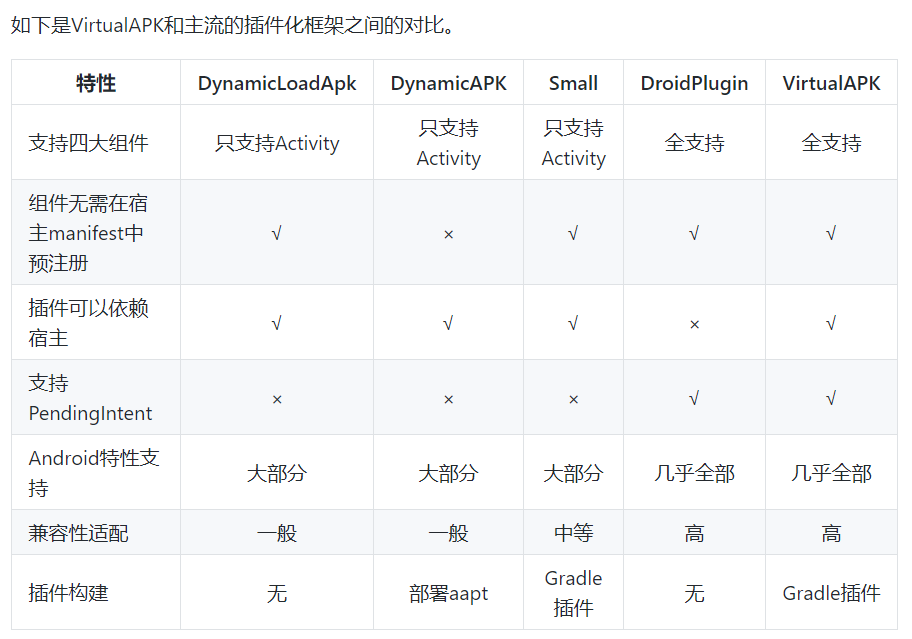 如下是VirtualAPK和主流的插件化框架之间的对比。
特性 DynamicLoadApk DynamicAPK Small DroidPlugin VirtualAPK
支持四大组件 只支持Activity 只支持Activity 只支持Activity 全支持 全支持
组件无需在宿主manifest中预注册 √ × √ √ √
插件可以依赖宿主 √ √ √ × √
支持PendingIntent × × × √ √
Android特性支持 大部分 大部分 大部分 几乎全部 几乎全部
兼容性适配 一般 一般 中等 高 高
插件构建 无 部署aapt Gradle插件 无 Gradle插件